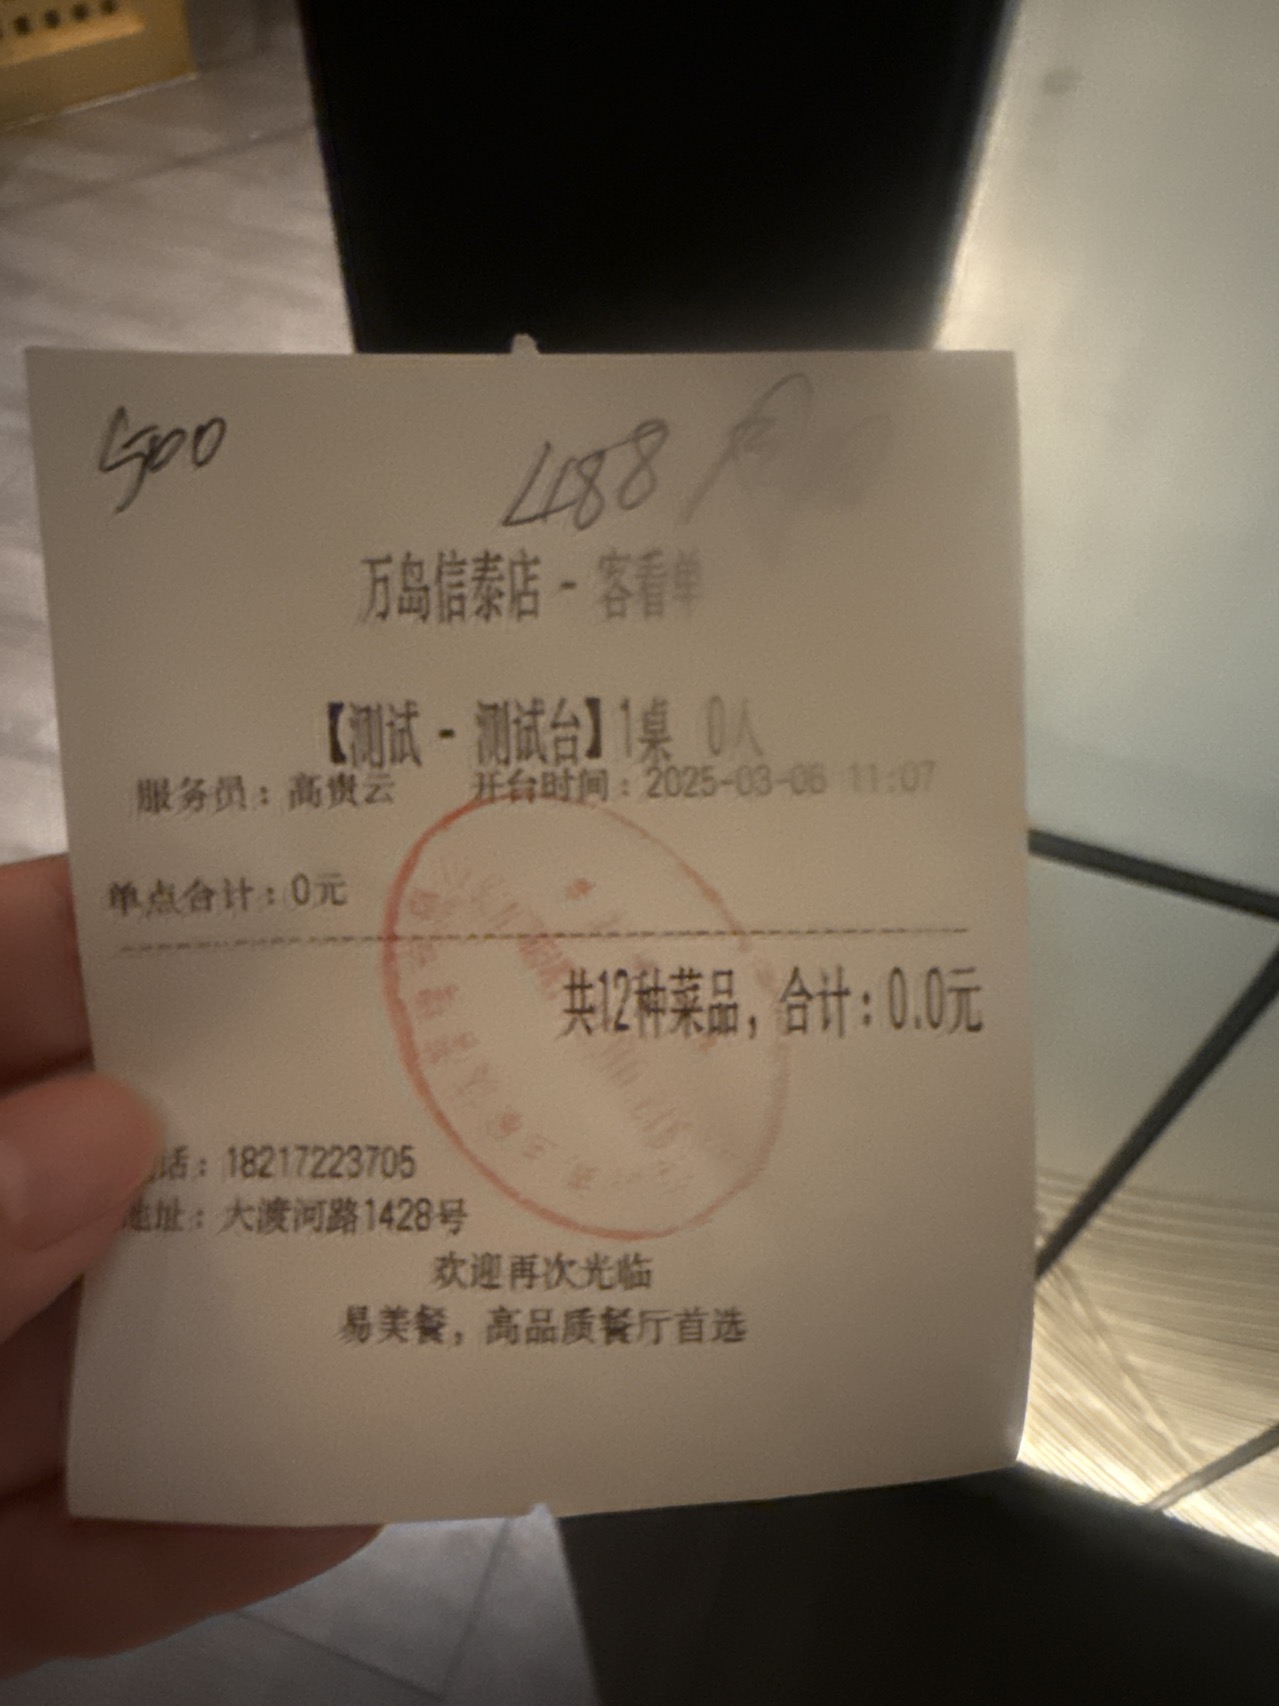 500
488
万岛信泰店 - 客看单
【测试 - 测试台】1桌 0人
服务员：高贵云 开台时间：2025-03-06 11:07
单点合计：0元
共12种菜品，合计：0.0元
话：18217223705
地址：大渡河路1428号
欢迎再次光临
易美餐，高品质餐厅首选